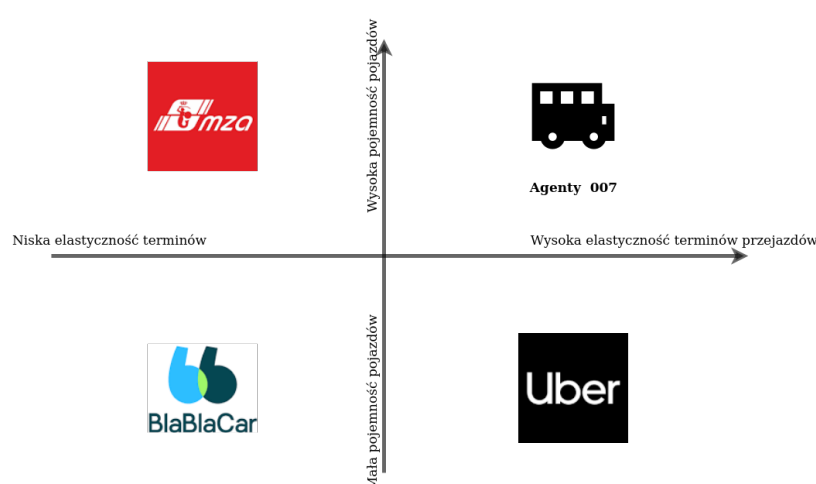 Wysoka pojemność pojazdów
mza
Agenty 007
Niska elastyczność terminów
Wysoka elastyczność terminów przejazdów
Mała pojemność pojazdów
BlaBlaCar
Uber